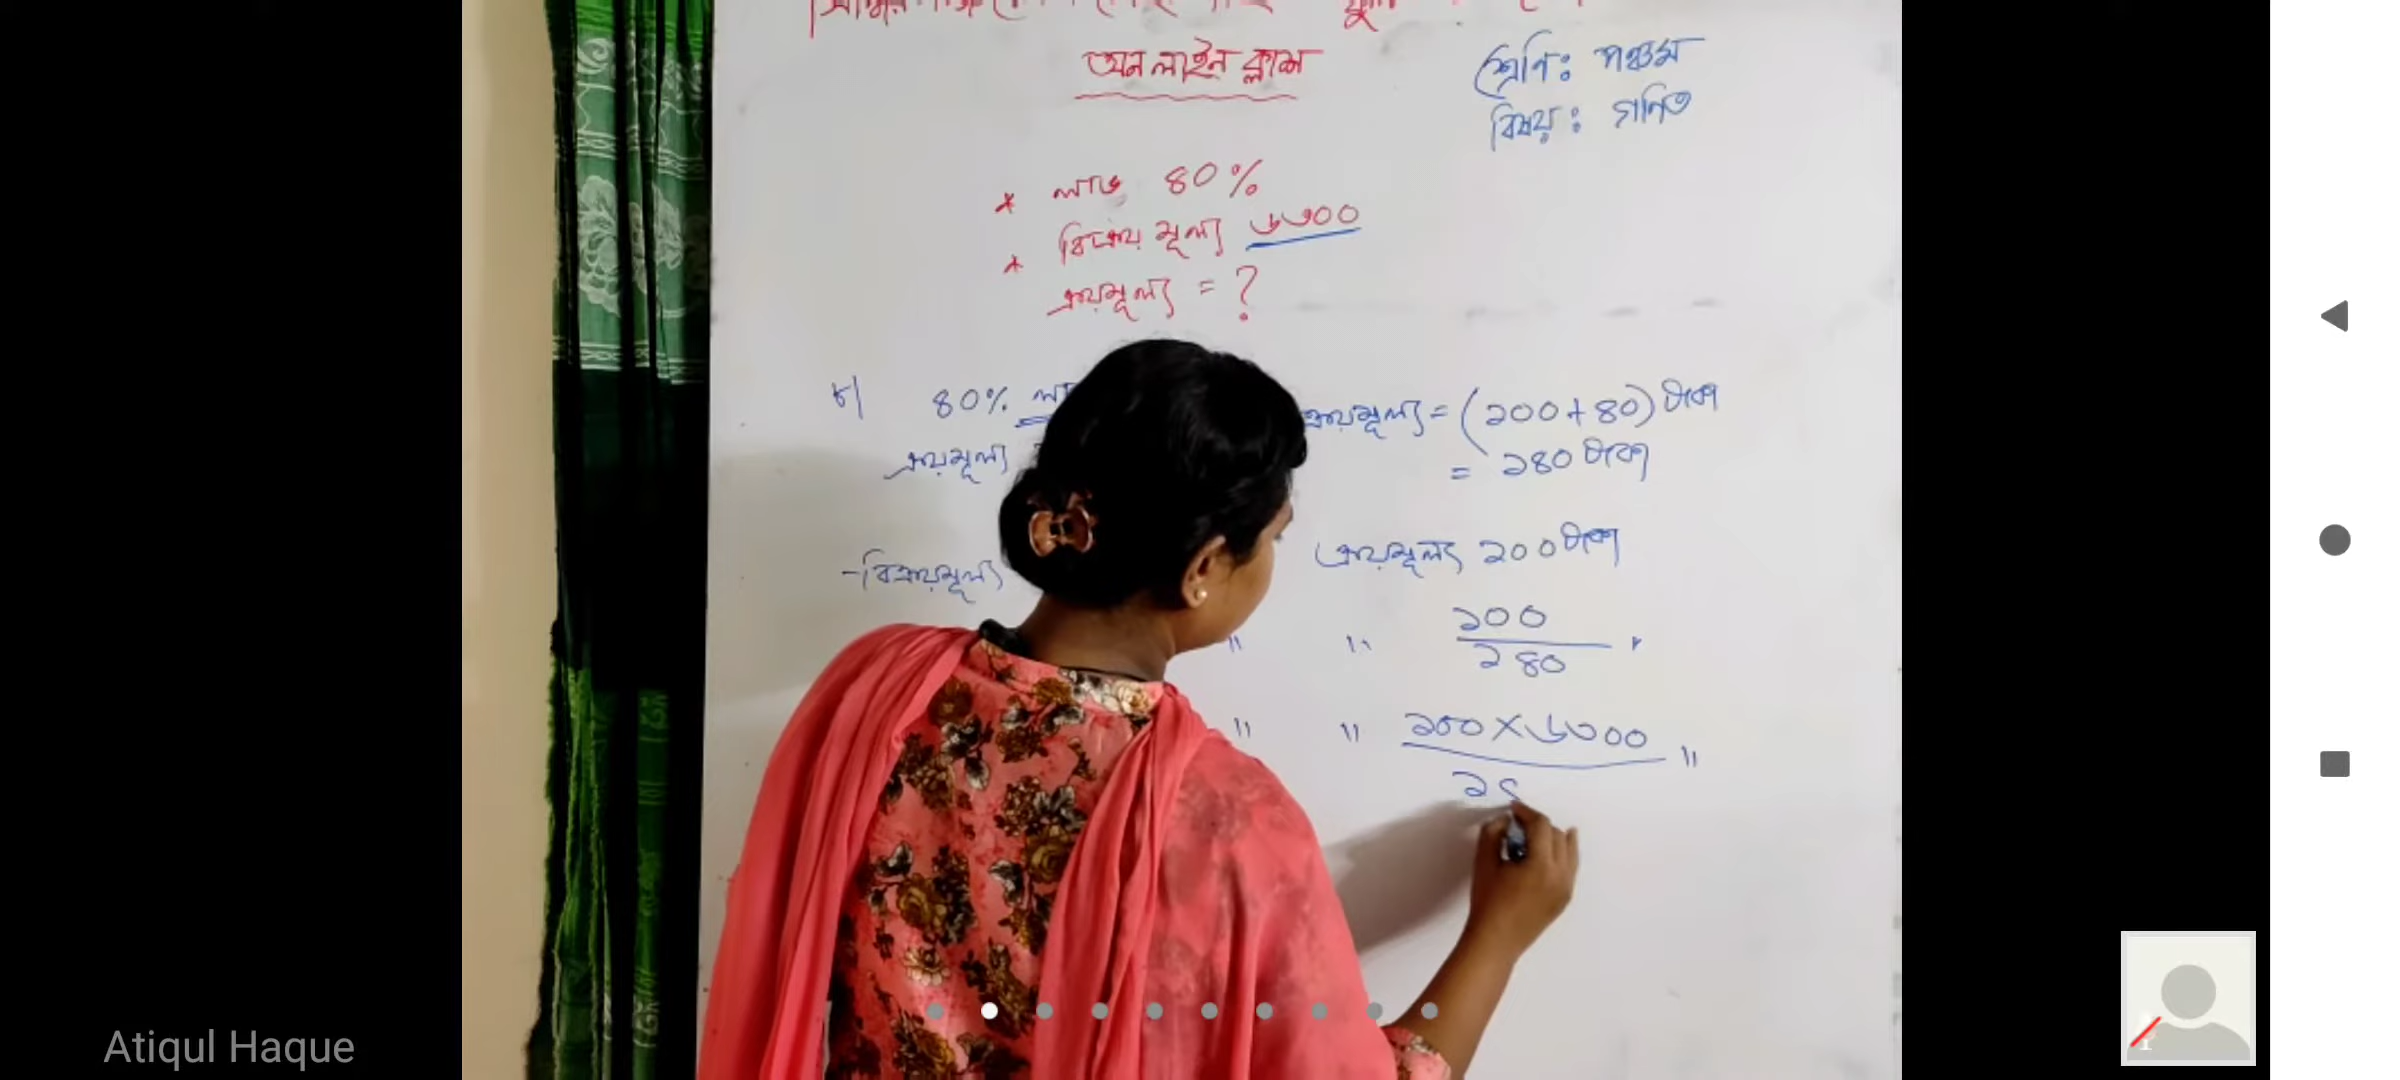 অনলাইন ক্লাশ
শ্রেণি: পঞ্চম
বিষয়: গণিত
* লাভ ৪০%
* বিক্রয়মূল্য ৬৩০০
ক্রয়মূল্য = ?
৮| ৪০%
ক্রয়মূল্য = (১০০+৪০) টাকা
ক্রয়মূল্য
= ১৪০ টাকা
বিক্রয়মূল্য
ক্রয়মূল্য ১০০ টাকা
" " ১০০
১৪০
" " ১০০×৬৩০০ "
১৪
Atiqul Haque